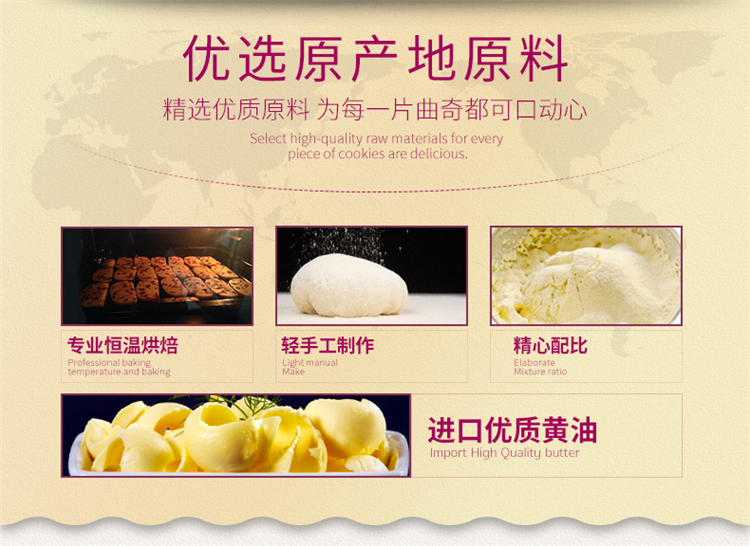 优选原产地原料
精选优质原料 为每一片曲奇都可口动心
Select high-quality raw materials for every
piece of cookies are delicious.
专业恒温烘焙
Professional baking
temperature and baking
轻手工制作
Light manual
Make
精心配比
Elaborate
Mixture ratio
进口优质黄油
Import High Quality butter